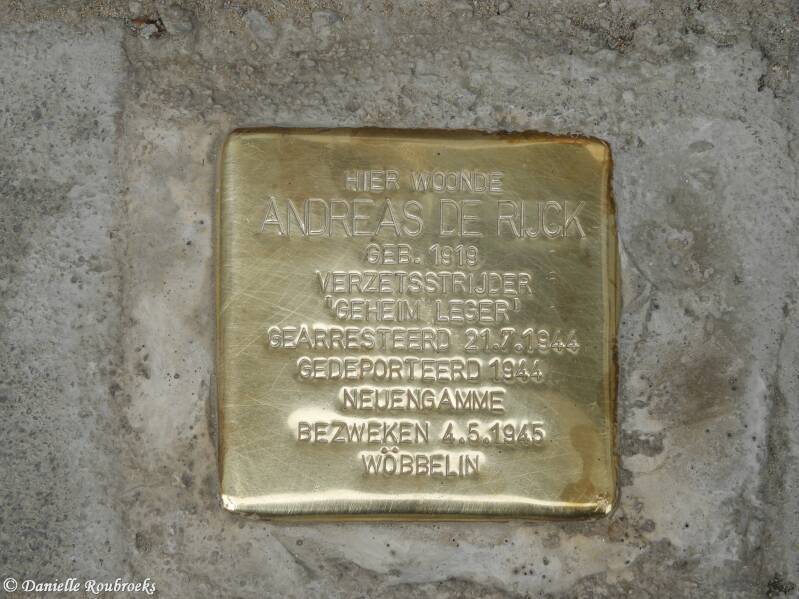 HIER WOONDE
ANDREAS DE RIJCK
GEB. 1919
VERZETSSTRIJDER
'GEHEIM LEGER'
GEARRESTEERD 21.7.1944
GEDEPORTEERD 1944
NEUENGAMME
BEZWEKEN 4.5.1945
WÖBBELIN
© Danielle Roubroeks